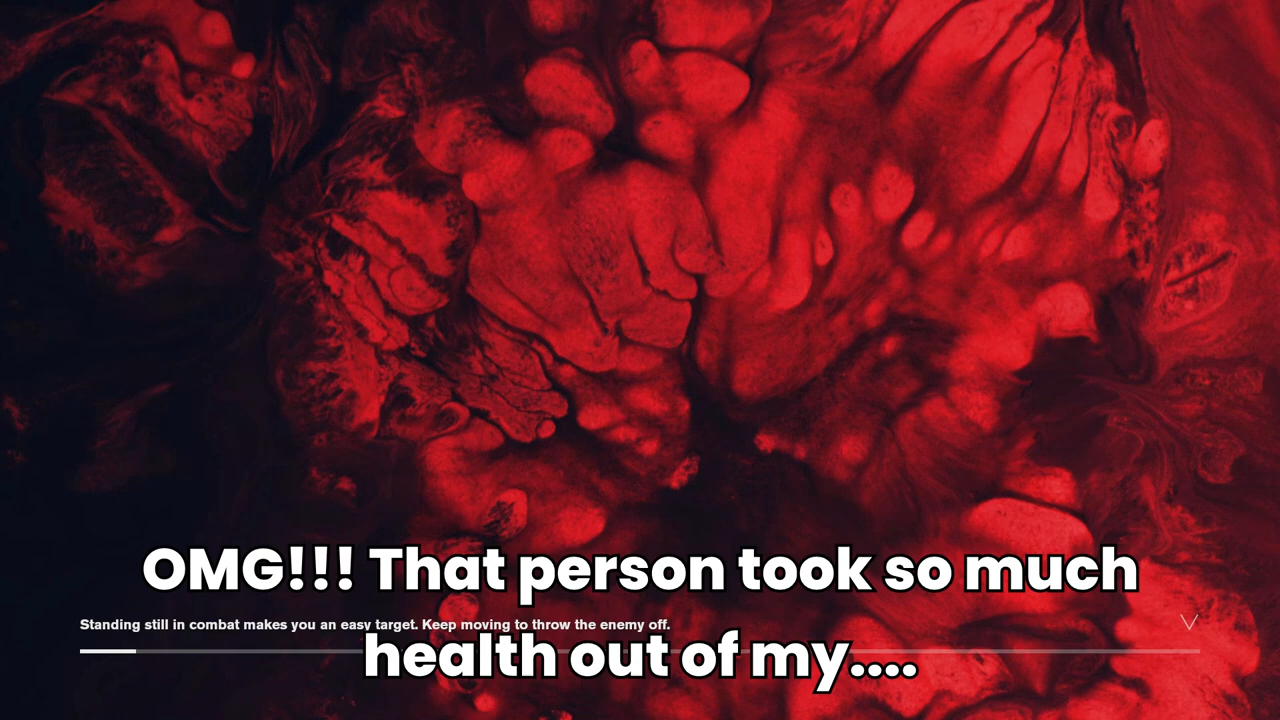 OMG!!! That person took so much
Standing still in combat makes you an easy target. Keep moving to throw the enemy off.
health out of my....